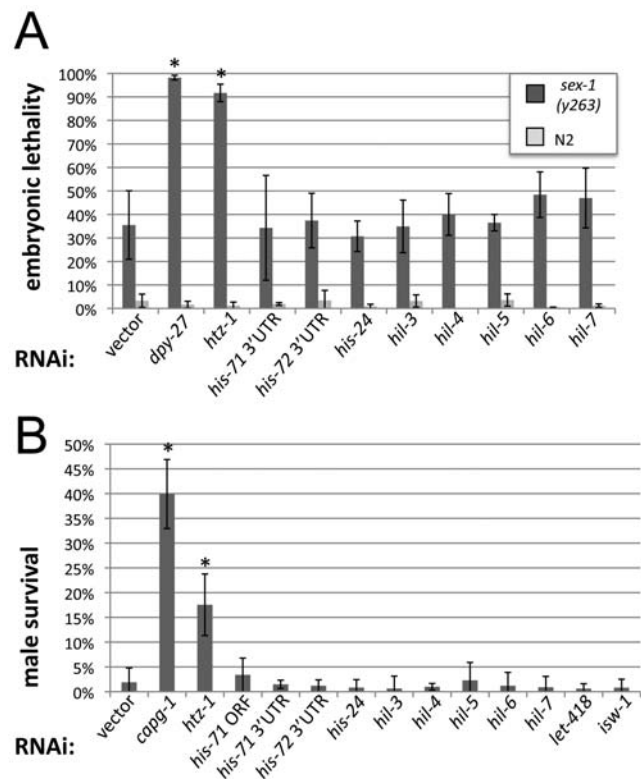 A
embryonic lethality
100%
90%
80%
70%
60%
50%
40%
30%
20%
10%
0%
* *
sex-1
(y263)
N2
RNAi:
vector
dpy-27
htz-1
his-71 3'UTR
his-72 3'UTR
his-24
hil-3
hil-4
hil-5
hil-6
hil-7
B
male survival
50%
45%
40%
35%
30%
25%
20%
15%
10%
5%
0%
*
*
RNAi:
vector
capg-1
htz-1
his-71 ORF
his-71 3'UTR
his-72 3'UTR
his-24
hil-3
hil-4
hil-5
hil-6
hil-7
let-418
isw-1